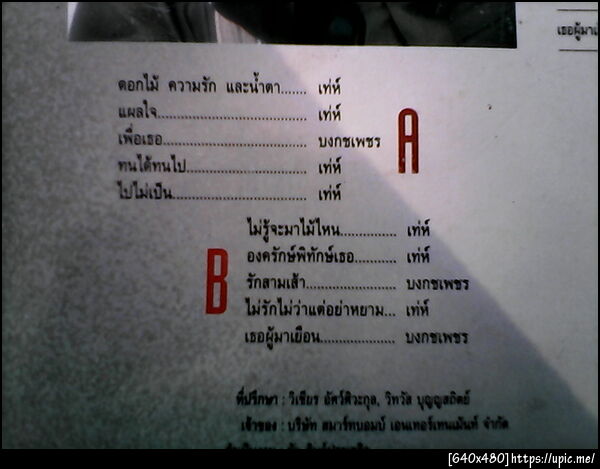 เธอผู้มาเ
ดอกไม้ ความรัก และน้ำตา....... เท่ห์
แผลใจ........................................ เท่ห์
เพื่อเธอ...................................... บงกชเพชร
ทนได้ทนไป................................ เท่ห์
ไปไม่เป็น................................... เท่ห์
A
ไม่รู้จะมาไม้ไหน.............. เท่ห์
องครักษ์พิทักษ์เธอ.......... เท่ห์
รักสามเส้า....................... บงกชเพชร
ไม่รักไม่ว่าแต่อย่าหยาม... เท่ห์
เธอผู้มาเยือน.................... บงกชเพชร
B
ที่ปรึกษา : วิเชียร อัศว์ศิวะกุล, วิทวัส บุญญสถิตย์
เจ้าของ : บริษัท สมาร์ทบอมบ์ เอนเทอร์เทนเม้นท์ จำกัด
[640x480]https://upic.me/